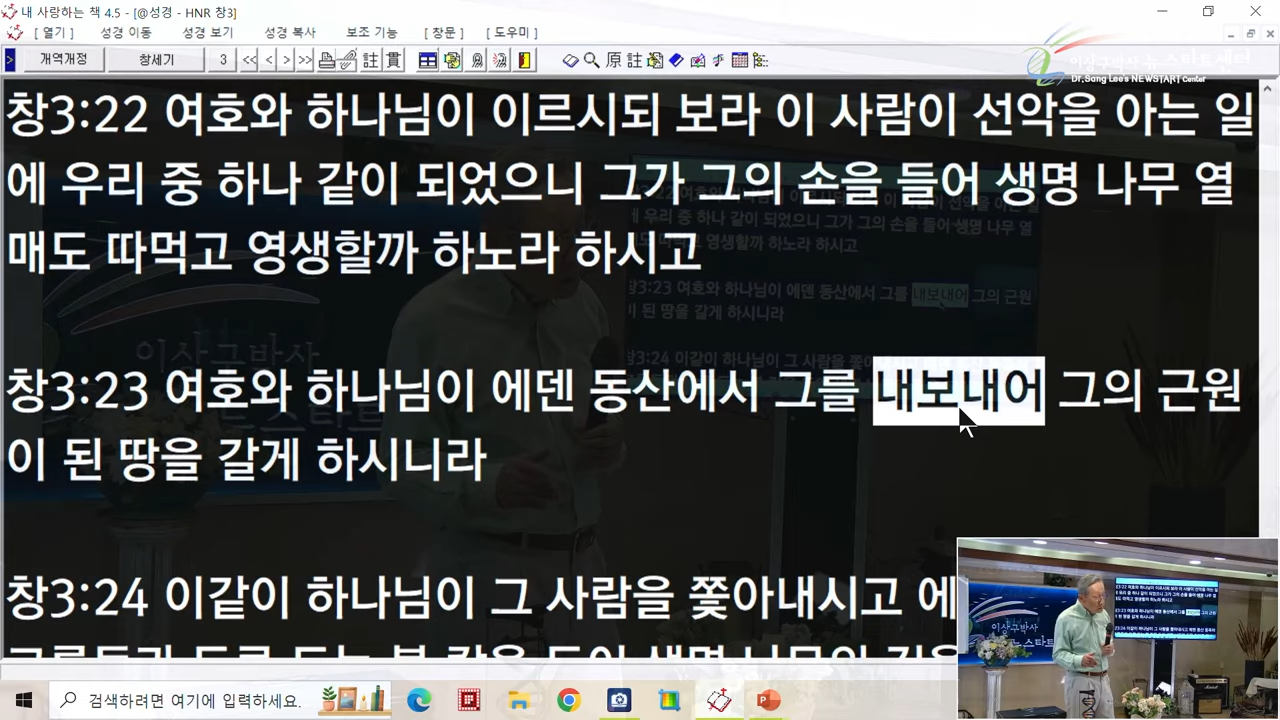 내 사랑하는 책 4.5 - [@성경 - HNR 창3]
[ 열기 ] 성경 이동 성경 보기 성경 복사 보조 기능 [ 창문 ] [ 도우미 ]
개역개정 창세기 3 << < > >> 註 貫 原 註
이상구박사 뉴스타트센터
Dr.Sang Lee's NEWSTART Center
창3:22 여호와 하나님이 이르시되 보라 이 사람이 선악을 아는 일
에 우리 중 하나 같이 되었으니 그가 그의 손을 들어 생명 나무 열
매도 따먹고 영생할까 하노라 하시고
창3:23 여호와 하나님이 에덴 동산에서 그를 내보내어 그의 근원
이 된 땅을 갈게 하시니라
창3:24 이같이 하나님이 그 사람을 쫓아내시고 에
이상구박사
검색하려면 여기에 입력하세요.